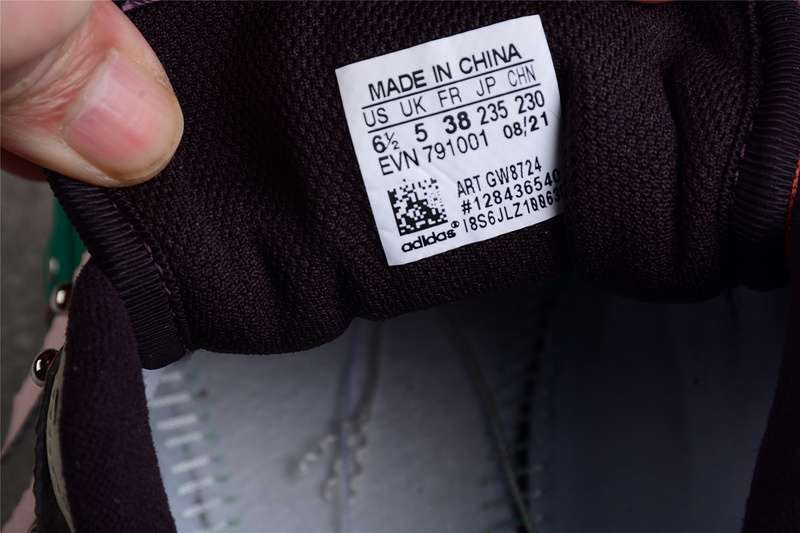 MADE IN CHINA
US UK FR JP CHN
6½ 5 38 235 230
EVN 791001 08/21
ART GW8724
#128436540
adidas®